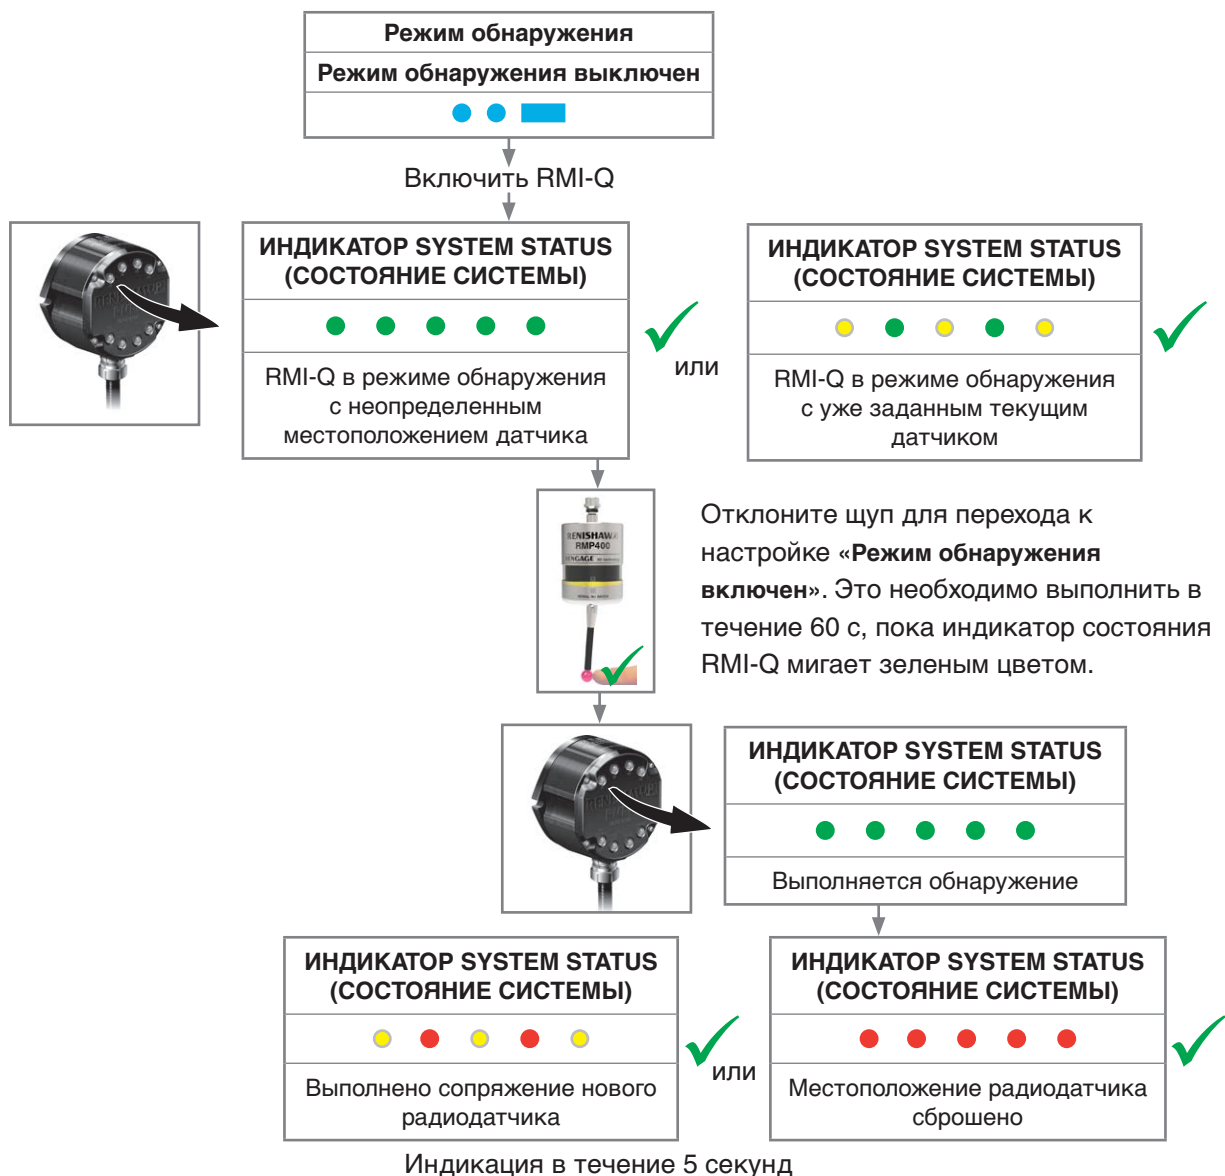 Режим обнаружения
Режим обнаружения выключен
Включить RMI-Q
ИНДИКАТОР SYSTEM STATUS
(СОСТОЯНИЕ СИСТЕМЫ)
RMI-Q в режиме обнаружения
с неопределенным
местоположением датчика
или
ИНДИКАТОР SYSTEM STATUS
(СОСТОЯНИЕ СИСТЕМЫ)
RMI-Q в режиме обнаружения
с уже заданным текущим
датчиком
RENISHAW
RMP400
Отклоните щуп для перехода к
настройке «Режим обнаружения
включен». Это необходимо выполнить в
течение 60 с, пока индикатор состояния
RMI-Q мигает зеленым цветом.
ИНДИКАТОР SYSTEM STATUS
(СОСТОЯНИЕ СИСТЕМЫ)
Выполняется обнаружение
ИНДИКАТОР SYSTEM STATUS
(СОСТОЯНИЕ СИСТЕМЫ)
Выполнено сопряжение нового
радиодатчика
или
ИНДИКАТОР SYSTEM STATUS
(СОСТОЯНИЕ СИСТЕМЫ)
Местоположение радиодатчика
сброшено
Индикация в течение 5 секунд